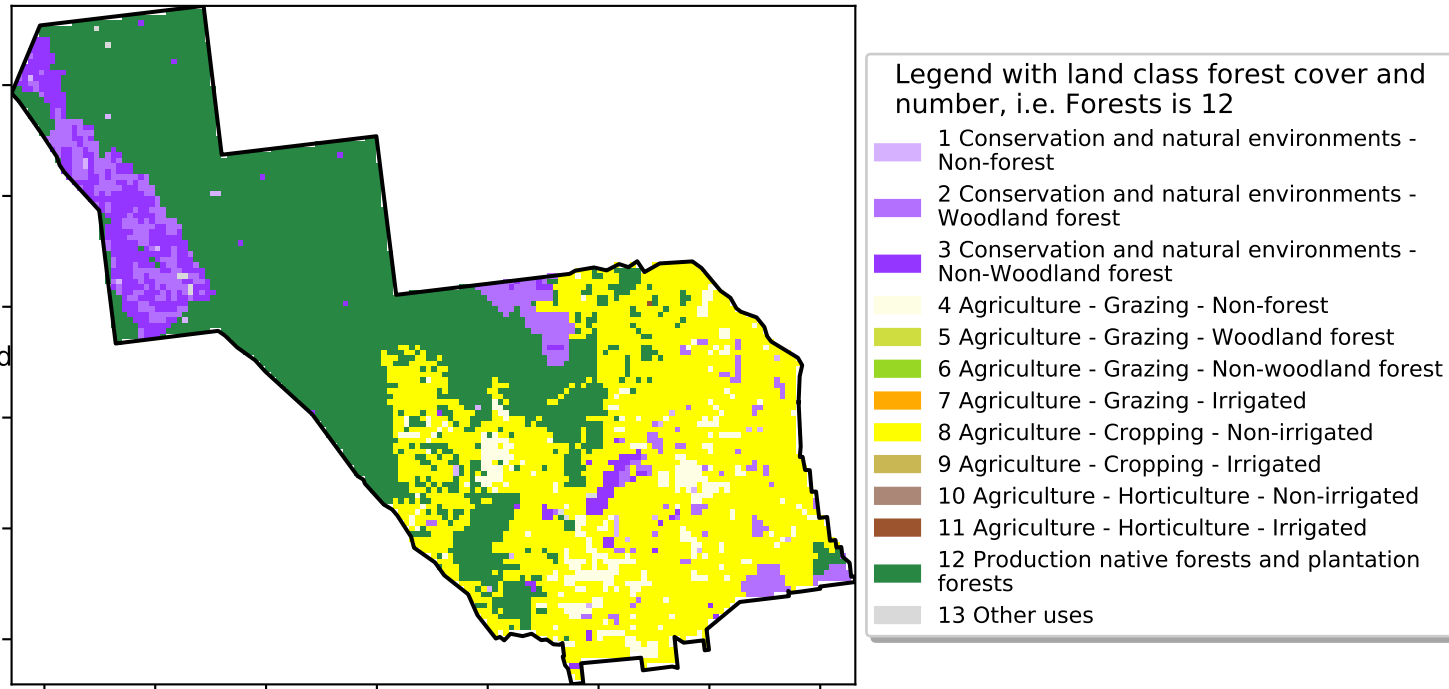 d
Legend with land class forest cover and
number, i.e. Forests is 12
1 Conservation and natural environments -
Non-forest
2 Conservation and natural environments -
Woodland forest
3 Conservation and natural environments -
Non-Woodland forest
4 Agriculture - Grazing - Non-forest
5 Agriculture - Grazing - Woodland forest
6 Agriculture - Grazing - Non-woodland forest
7 Agriculture - Grazing - Irrigated
8 Agriculture - Cropping - Non-irrigated
9 Agriculture - Cropping - Irrigated
10 Agriculture - Horticulture - Non-irrigated
11 Agriculture - Horticulture - Irrigated
12 Production native forests and plantation
forests
13 Other uses